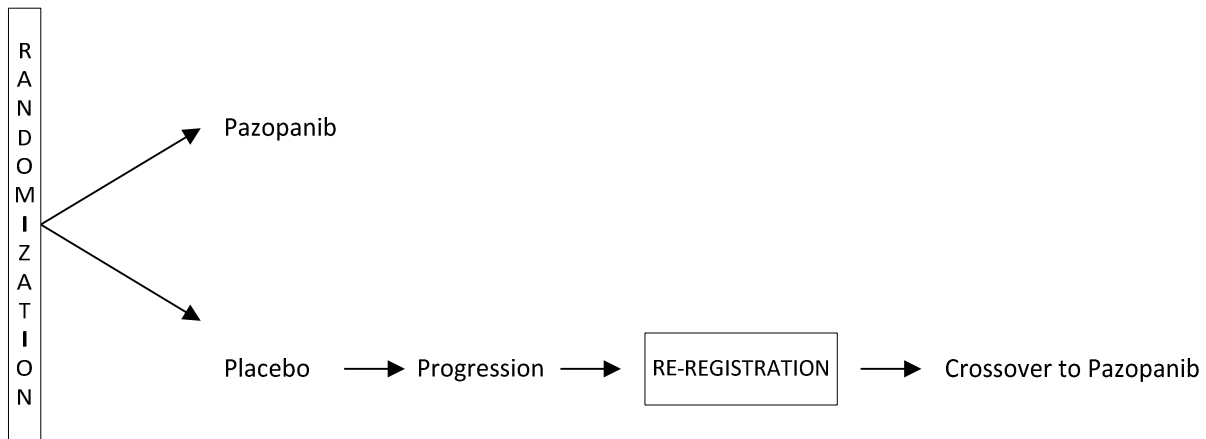 RANDOMIZATION
Pazopanib
Placebo
Progression
RE-REGISTRATION
Crossover to Pazopanib